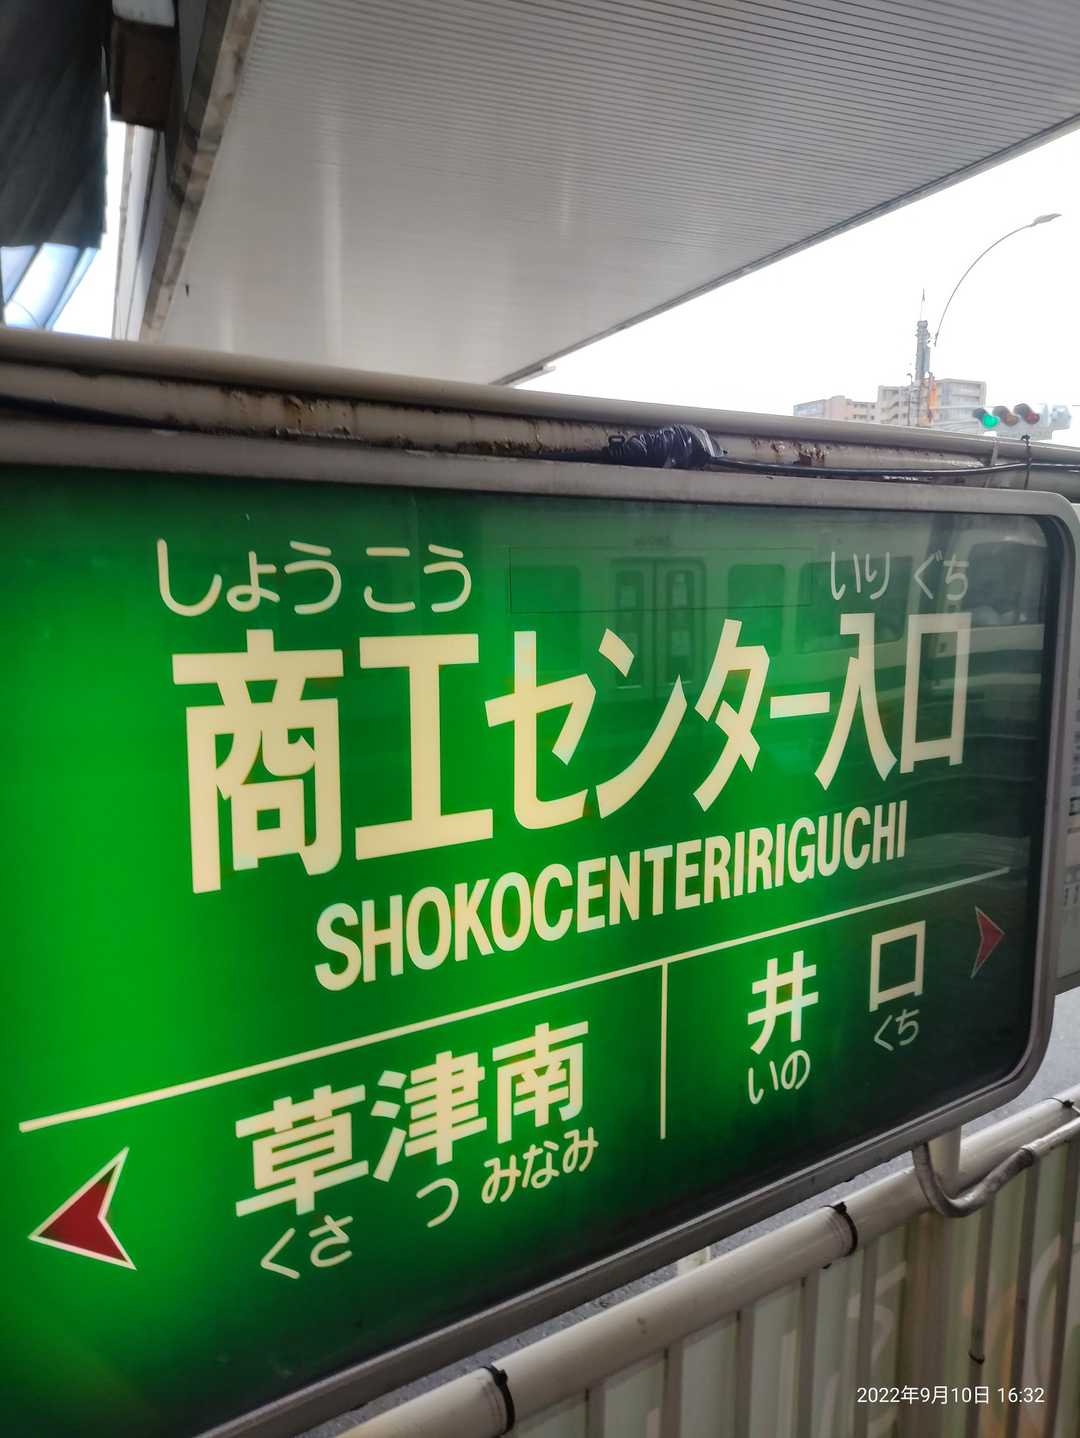 しょうこう いりぐち
商工センター入口
SHOKOCENTERIRIGUCHI
草津南 井口
くさつみなみ いのくち
2022年9月10日 16:32